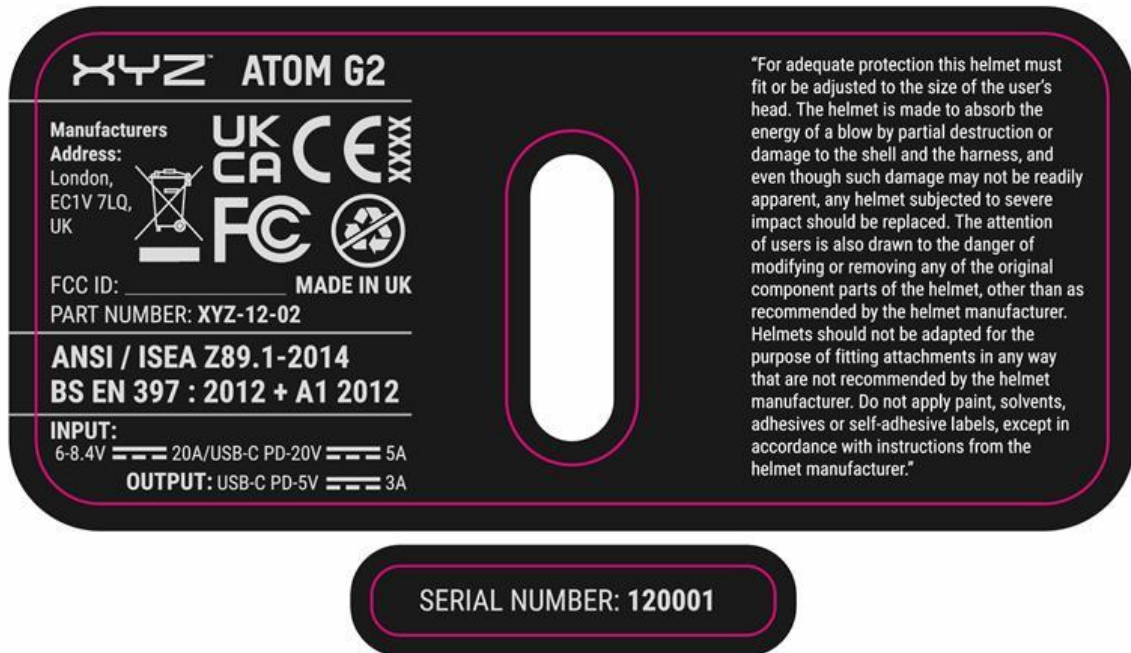 XYZ™ ATOM G2
Manufacturers
Address:
London,
EC1V 7LQ,
UK
UK
CA
CE
XXXX
FC
FCC ID: _______________ MADE IN UK
PART NUMBER: XYZ-12-02
ANSI / ISEA Z89.1-2014
BS EN 397 : 2012 + A1 2012
INPUT:
6-8.4V ⎓ 20A/USB-C PD-20V ⎓ 5A
OUTPUT: USB-C PD-5V ⎓ 3A
“For adequate protection this helmet must
fit or be adjusted to the size of the user’s
head. The helmet is made to absorb the
energy of a blow by partial destruction or
damage to the shell and the harness, and
even though such damage may not be readily
apparent, any helmet subjected to severe
impact should be replaced. The attention
of users is also drawn to the danger of
modifying or removing any of the original
component parts of the helmet, other than as
recommended by the helmet manufacturer.
Helmets should not be adapted for the
purpose of fitting attachments in any way
that are not recommended by the helmet
manufacturer. Do not apply paint, solvents,
adhesives or self-adhesive labels, except in
accordance with instructions from the
helmet manufacturer.”
SERIAL NUMBER: 120001